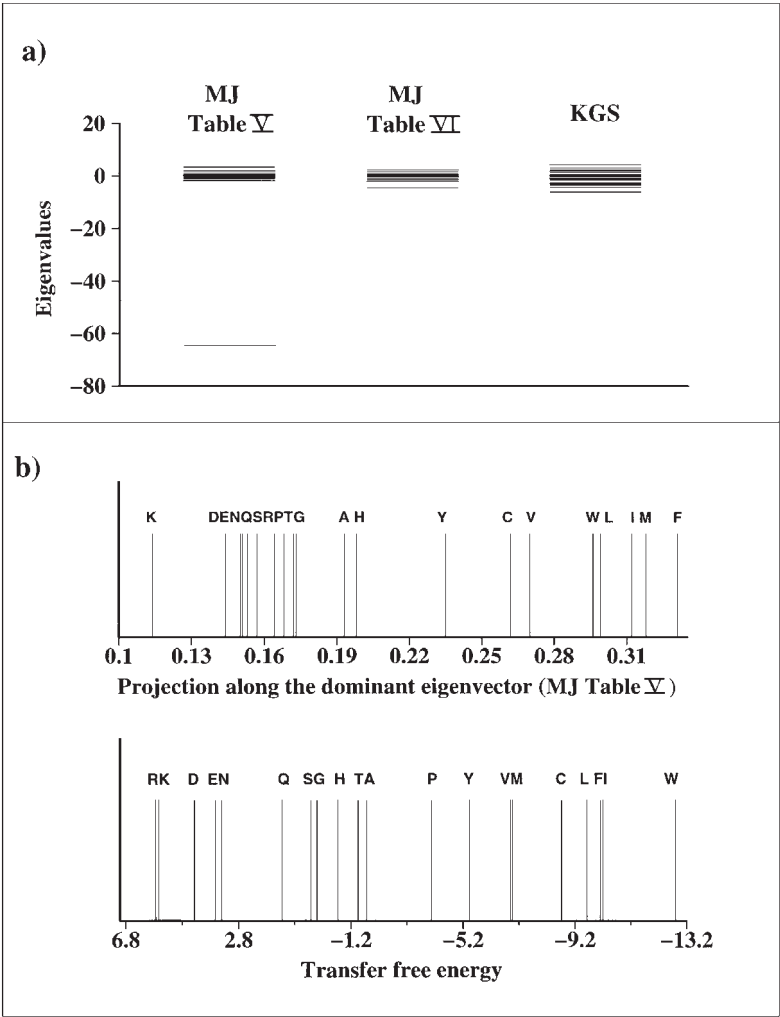 a)
MJ MJ KGS
Table V Table VI
20
0
−20
−40
−60
−80
Eigenvalues
b)
K DENQSRPTG A H Y C V W L I M F
0.1 0.13 0.16 0.19 0.22 0.25 0.28 0.31
Projection along the dominant eigenvector (MJ Table V)
RK D EN Q SG H TA P Y VM C L FI W
6.8 2.8 −1.2 −5.2 −9.2 −13.2
Transfer free energy